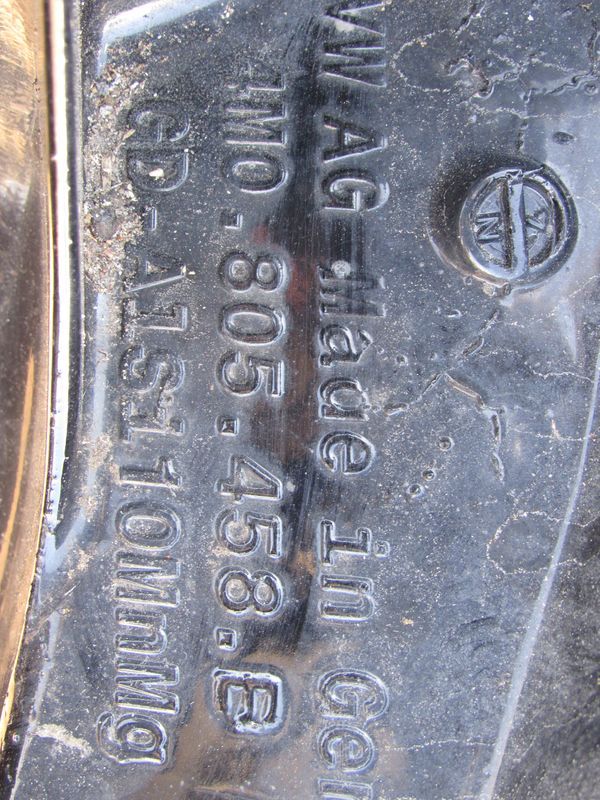 VW AG Made in Ger
4M0.805.458.B
GD-AlSi10MnMg